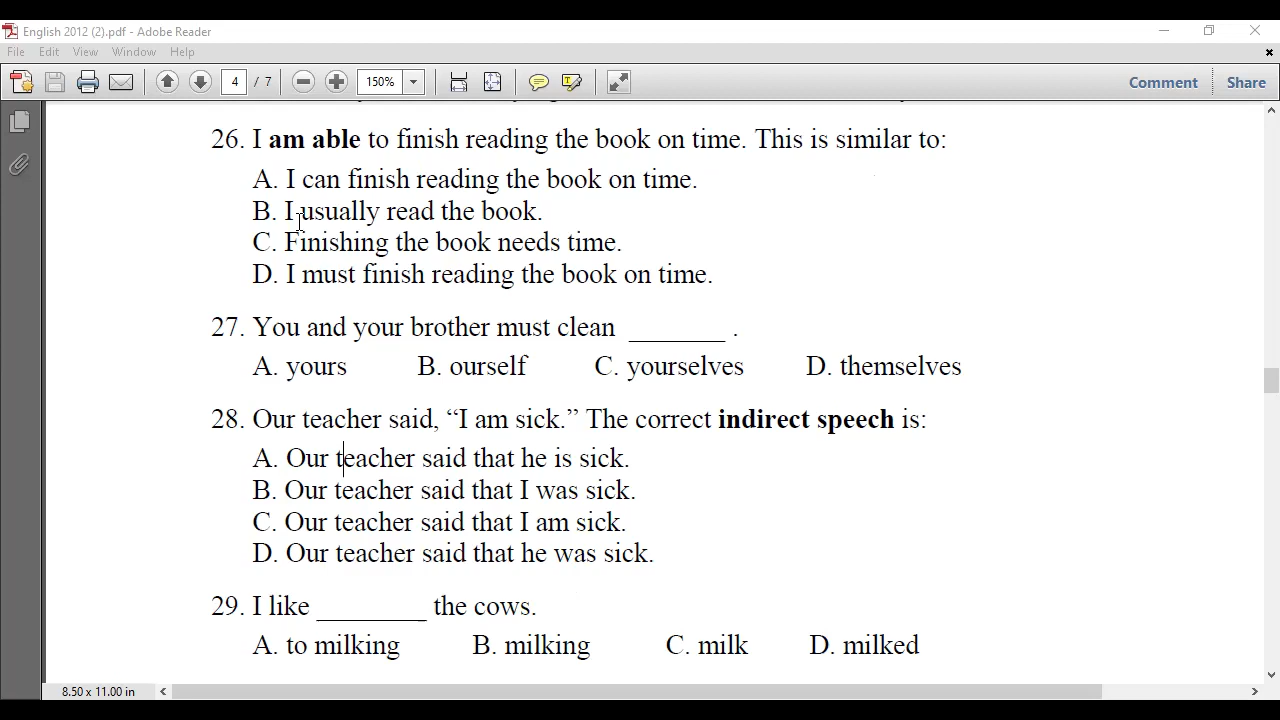 English 2012 (2).pdf - Adobe Reader
File Edit View Window Help
4 / 7 150% Comment Share
26. I am able to finish reading the book on time. This is similar to:
A. I can finish reading the book on time.
B. I usually read the book.
C. Finishing the book needs time.
D. I must finish reading the book on time.
27. You and your brother must clean _______ .
A. yours B. ourself C. yourselves D. themselves
28. Our teacher said, “I am sick.” The correct indirect speech is:
A. Our teacher said that he is sick.
B. Our teacher said that I was sick.
C. Our teacher said that I am sick.
D. Our teacher said that he was sick.
29. I like ________ the cows.
A. to milking B. milking C. milk D. milked
8.50 x 11.00 in